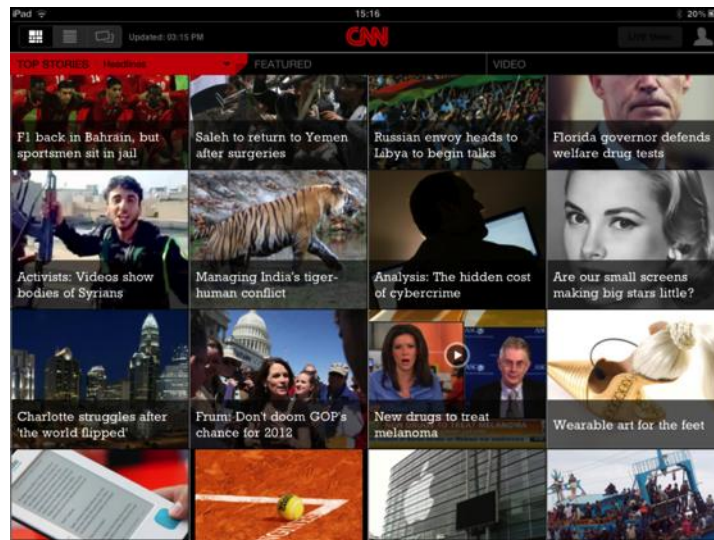 iPad
15:16
20%
Updated: 03:15 PM
CNN
TOP STORIES Headlines
FEATURED
VIDEO
F1 back in Bahrain, but
sportsmen sit in jail
Saleh to return to Yemen
after surgeries
Russian envoy heads to
Libya to begin talks
Florida governor defends
welfare drug tests
Activists: Videos show
bodies of Syrians
Managing India's tiger-
human conflict
Analysis: The hidden cost
of cybercrime
Are our small screens
making big stars little?
Charlotte struggles after
'the world flipped'
Frum: Don't doom GOP's
chance for 2012
New drugs to treat
melanoma
Wearable art for the feet